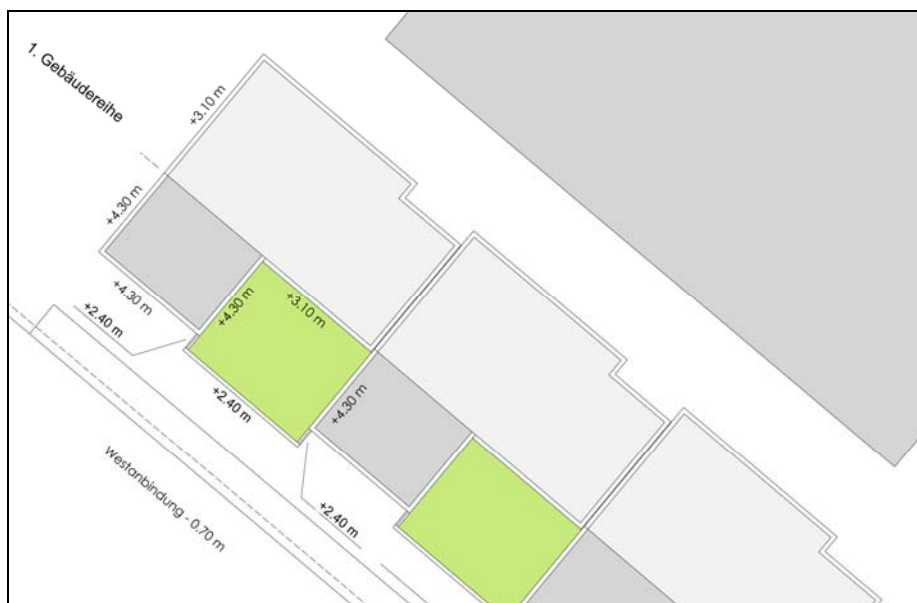 1. Gebäudereihe
+3,10 m
+4,30 m
+4,30 m
+2,40 m
+4,30 m
+3,10 m
+2,40 m
+4,30 m
Westanbindung - 0,70 m
+2,40 m